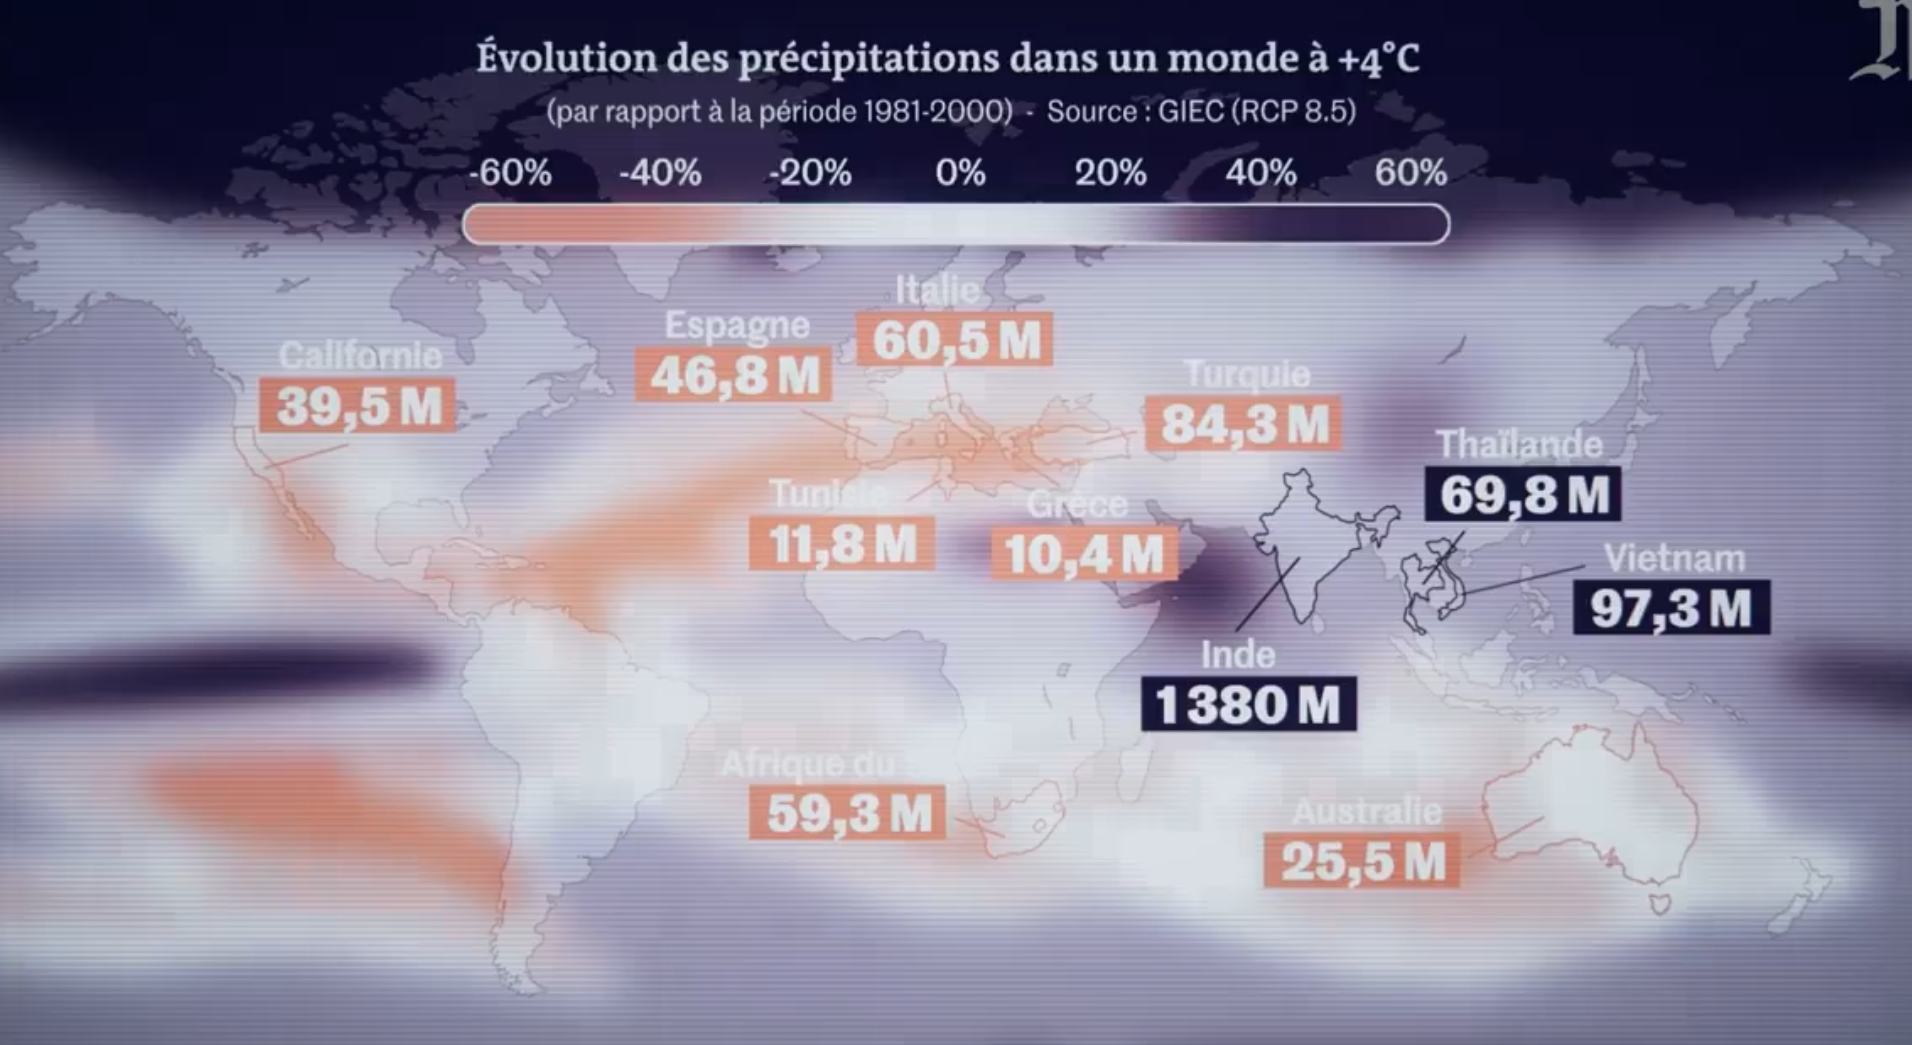 Évolution des précipitations dans un monde à +4°C
(par rapport à la période 1981-2000) - Source : GIEC (RCP 8.5)
-60% -40% -20% 0% 20% 40% 60%
Italie
60,5 M
Espagne
46,8 M
Californie
39,5 M
Turquie
84,3 M
Thaïlande
69,8 M
Tunisie
11,8 M
Grèce
10,4 M
Vietnam
97,3 M
Inde
1380 M
Afrique du
59,3 M
Australie
25,5 M